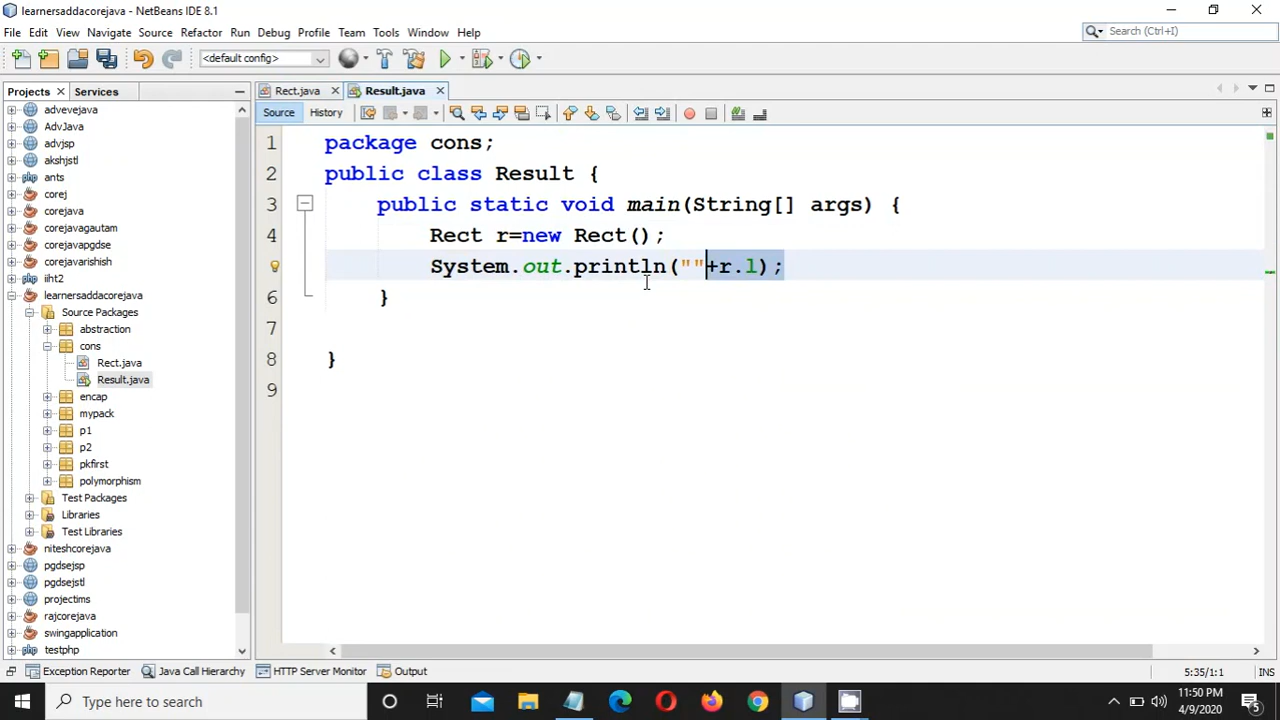 learnersaddacorejava - NetBeans IDE 8.1
File Edit View Navigate Source Refactor Run Debug Profile Team Tools Window Help
Search (Ctrl+I)
<default config>
Projects Services
Rect.java Result.java
Source History
advevejava
AdvJava
advjsp
akshjstl
ants
corej
corejava
corejavagautam
corejavapgdse
corejavarishish
iiht2
learnersaddacorejava
Source Packages
abstraction
cons
Rect.java
Result.java
encap
mypack
p1
p2
pkfirst
polymorphism
Test Packages
Libraries
Test Libraries
niteshcorejava
pgdsejsp
pgdsejstl
projectims
rajcorejava
swingapplication
testphp
1 package cons;
2 public class Result {
3 public static void main(String[] args) {
4 Rect r=new Rect();
System.out.println(""+r.l);
6 }
7
8 }
9
Exception Reporter Java Call Hierarchy HTTP Server Monitor Output
5:35/1:1 INS
Type here to search
11:50 PM
4/9/2020
5